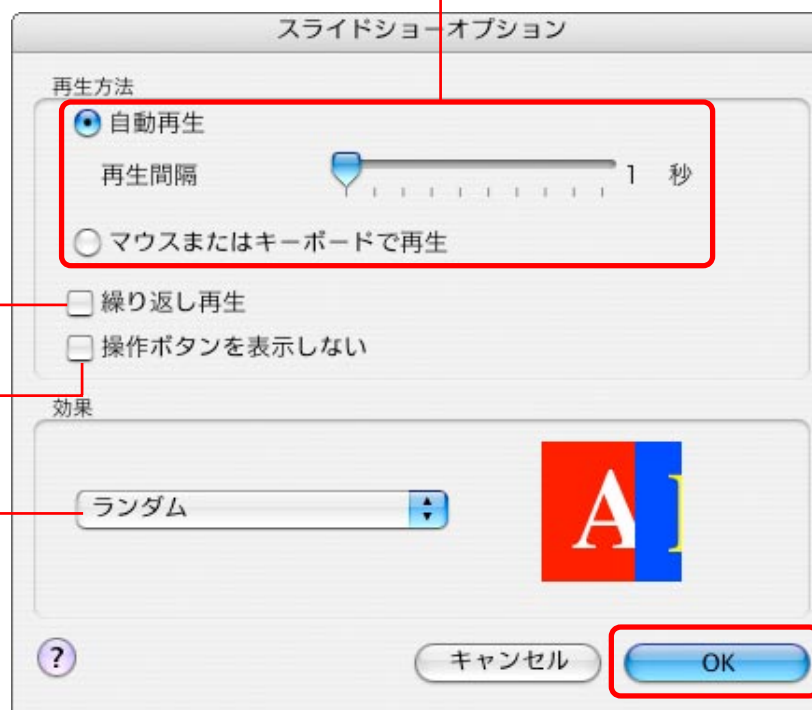 スライドショーオプション
再生方法
自動再生
再生間隔 1 秒
マウスまたはキーボードで再生
繰り返し再生
操作ボタンを表示しない
効果
ランダム
A
? キャンセル OK